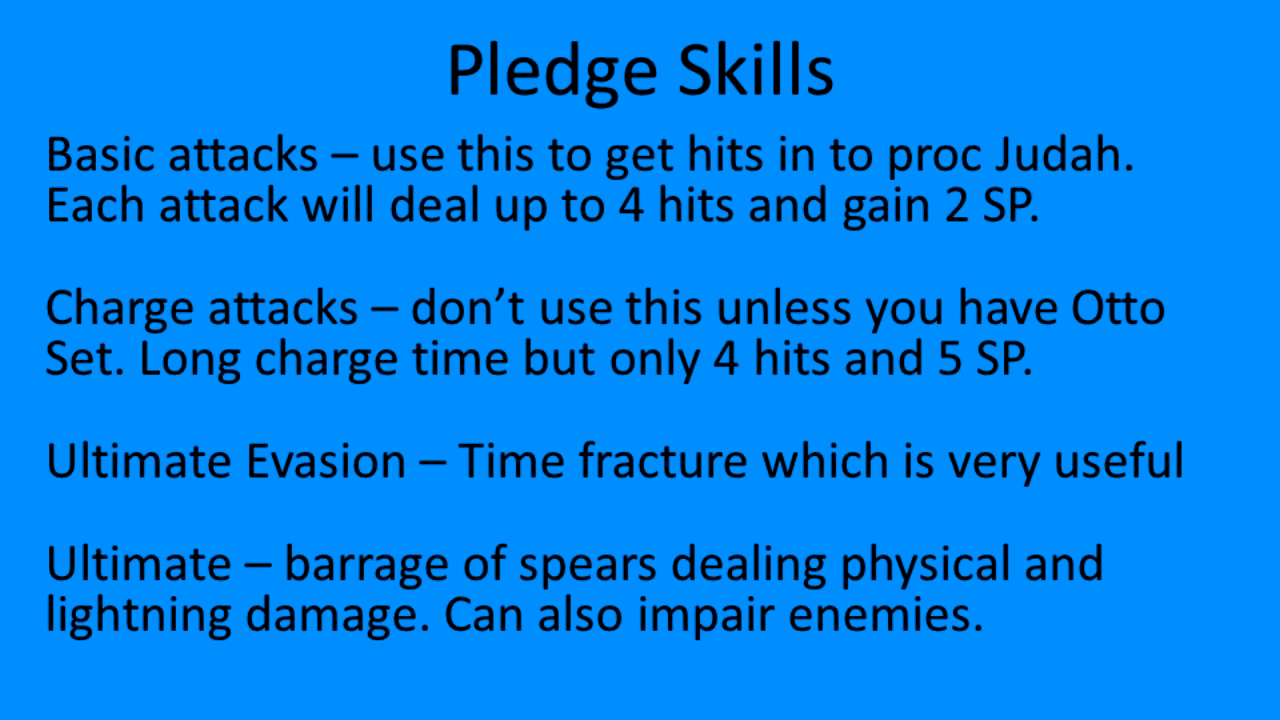 Pledge Skills
Basic attacks – use this to get hits in to proc Judah.
Each attack will deal up to 4 hits and gain 2 SP.
Charge attacks – don’t use this unless you have Otto
Set. Long charge time but only 4 hits and 5 SP.
Ultimate Evasion – Time fracture which is very useful
Ultimate – barrage of spears dealing physical and
lightning damage. Can also impair enemies.